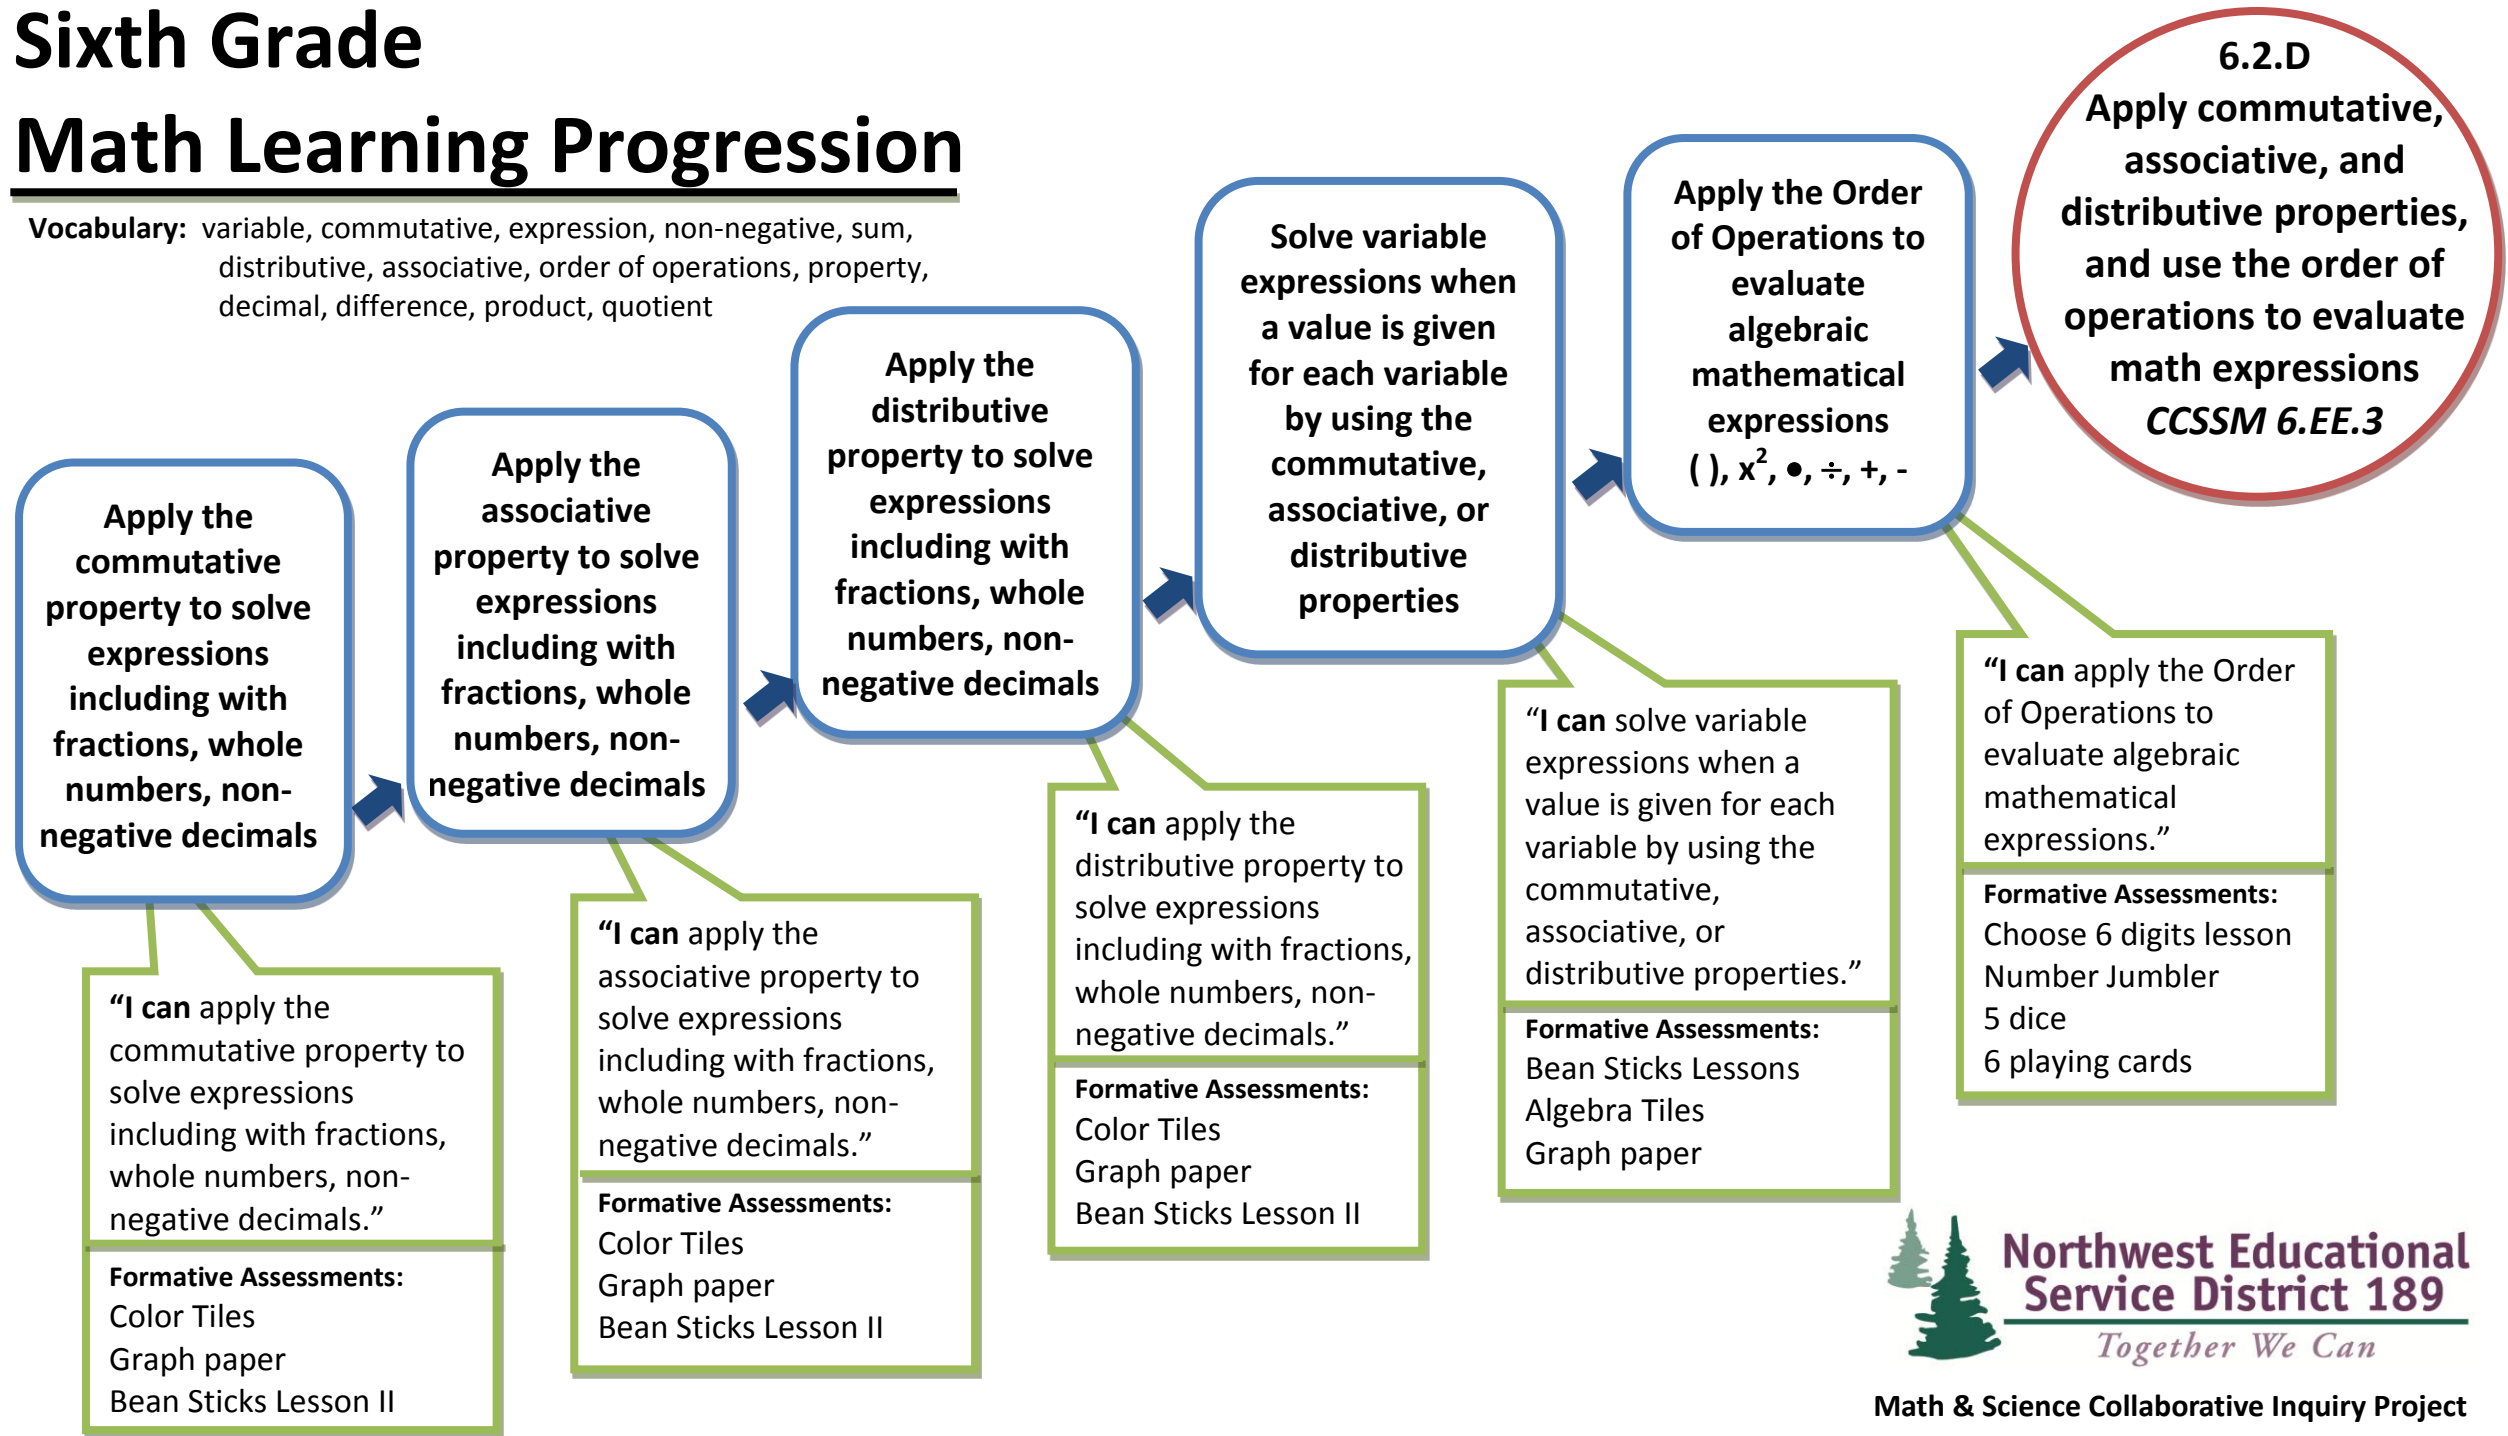 Sixth Grade
Math Learning Progression
Vocabulary: variable, commutative, expression, non-negative, sum,
distributive, associative, order of operations, property,
decimal, difference, product, quotient
Apply the
commutative
property to solve
expressions
including with
fractions, whole
numbers, non-
negative decimals
Apply the
associative
property to solve
expressions
including with
fractions, whole
numbers, non-
negative decimals
Apply the
distributive
property to solve
expressions
including with
fractions, whole
numbers, non-
negative decimals
Solve variable
expressions when
a value is given
for each variable
by using the
commutative,
associative, or
distributive
properties
Apply the Order
of Operations to
evaluate
algebraic
mathematical
expressions
( ), x², •, ÷, +, -
6.2.D
Apply commutative,
associative, and
distributive properties,
and use the order of
operations to evaluate
math expressions
CCSSM 6.EE.3
“I can apply the
commutative property to
solve expressions
including with fractions,
whole numbers, non-
negative decimals.”
Formative Assessments:
Color Tiles
Graph paper
Bean Sticks Lesson II
“I can apply the
associative property to
solve expressions
including with fractions,
whole numbers, non-
negative decimals.”
Formative Assessments:
Color Tiles
Graph paper
Bean Sticks Lesson II
“I can apply the
distributive property to
solve expressions
including with fractions,
whole numbers, non-
negative decimals.”
Formative Assessments:
Color Tiles
Graph paper
Bean Sticks Lesson II
“I can solve variable
expressions when a
value is given for each
variable by using the
commutative,
associative, or
distributive properties.”
Formative Assessments:
Bean Sticks Lessons
Algebra Tiles
Graph paper
“I can apply the Order
of Operations to
evaluate algebraic
mathematical
expressions.”
Formative Assessments:
Choose 6 digits lesson
Number Jumbler
5 dice
6 playing cards
Northwest Educational
Service District 189
Together We Can
Math & Science Collaborative Inquiry Project